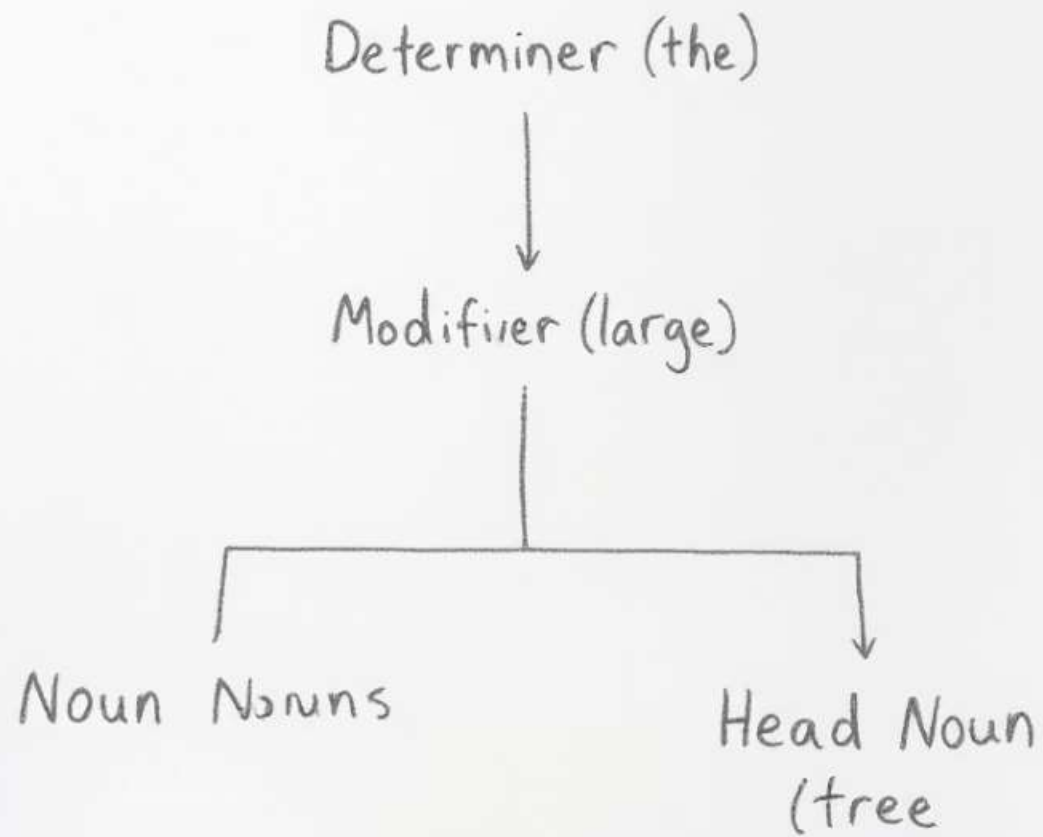 Determiner (the)
Modifiier (large)
Noun
Head Noun
(tree